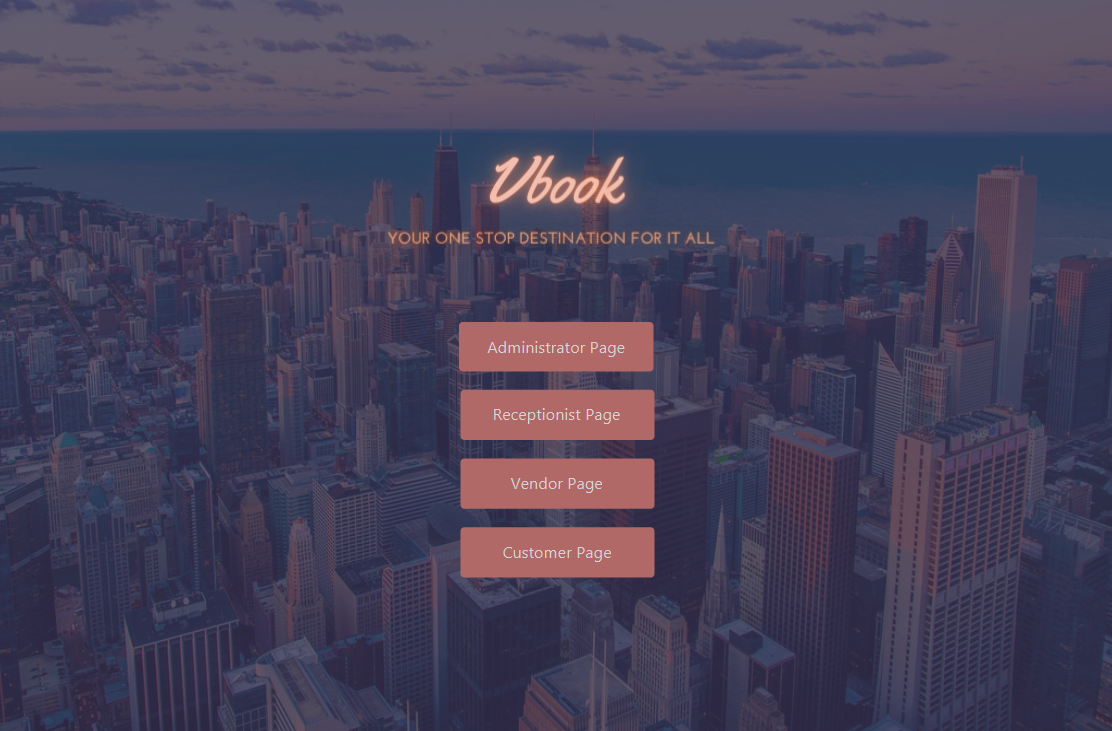 Vbook
YOUR ONE STOP DESTINATION FOR IT ALL
Administrator Page
Receptionist Page
Vendor Page
Customer Page